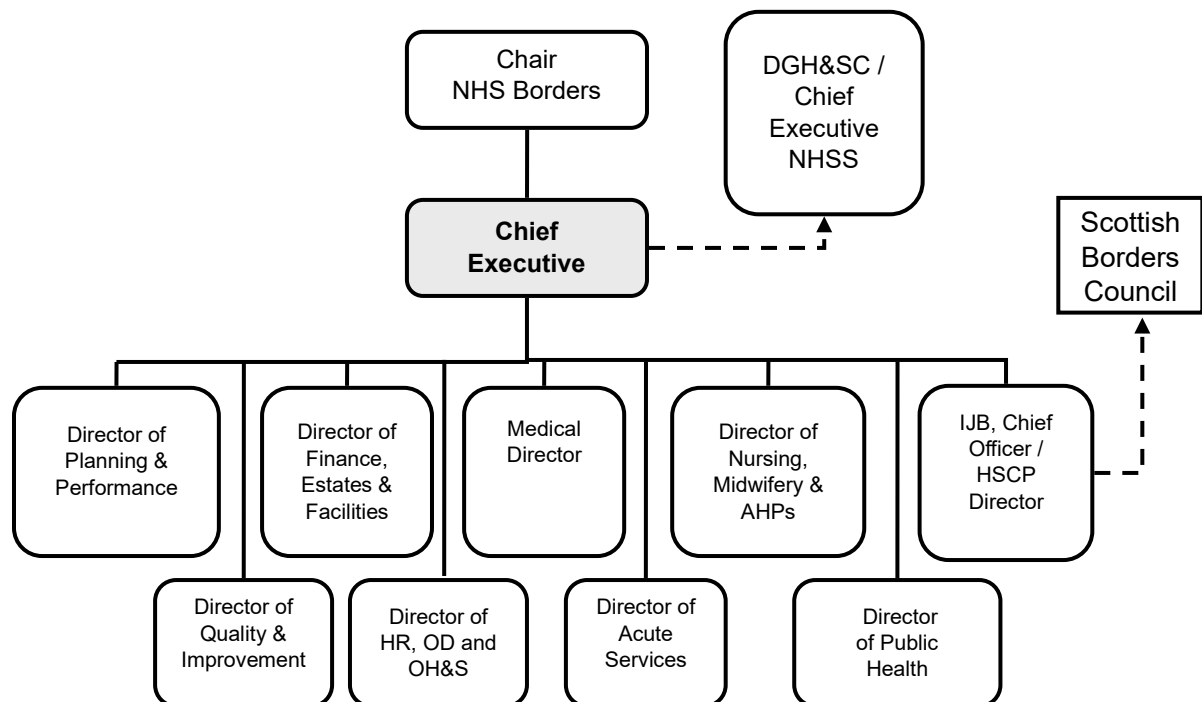 Chair
NHS Borders
DGH&SC /
Chief
Executive
NHSS
Chief
Executive
Scottish
Borders
Council
Director of
Planning &
Performance
Director of
Finance,
Estates &
Facilities
Medical
Director
Director of
Nursing,
Midwifery &
AHPs
IJB, Chief
Officer /
HSCP
Director
Director of
Quality &
Improvement
Director of
HR, OD and
OH&S
Director of
Acute
Services
Director
of Public
Health